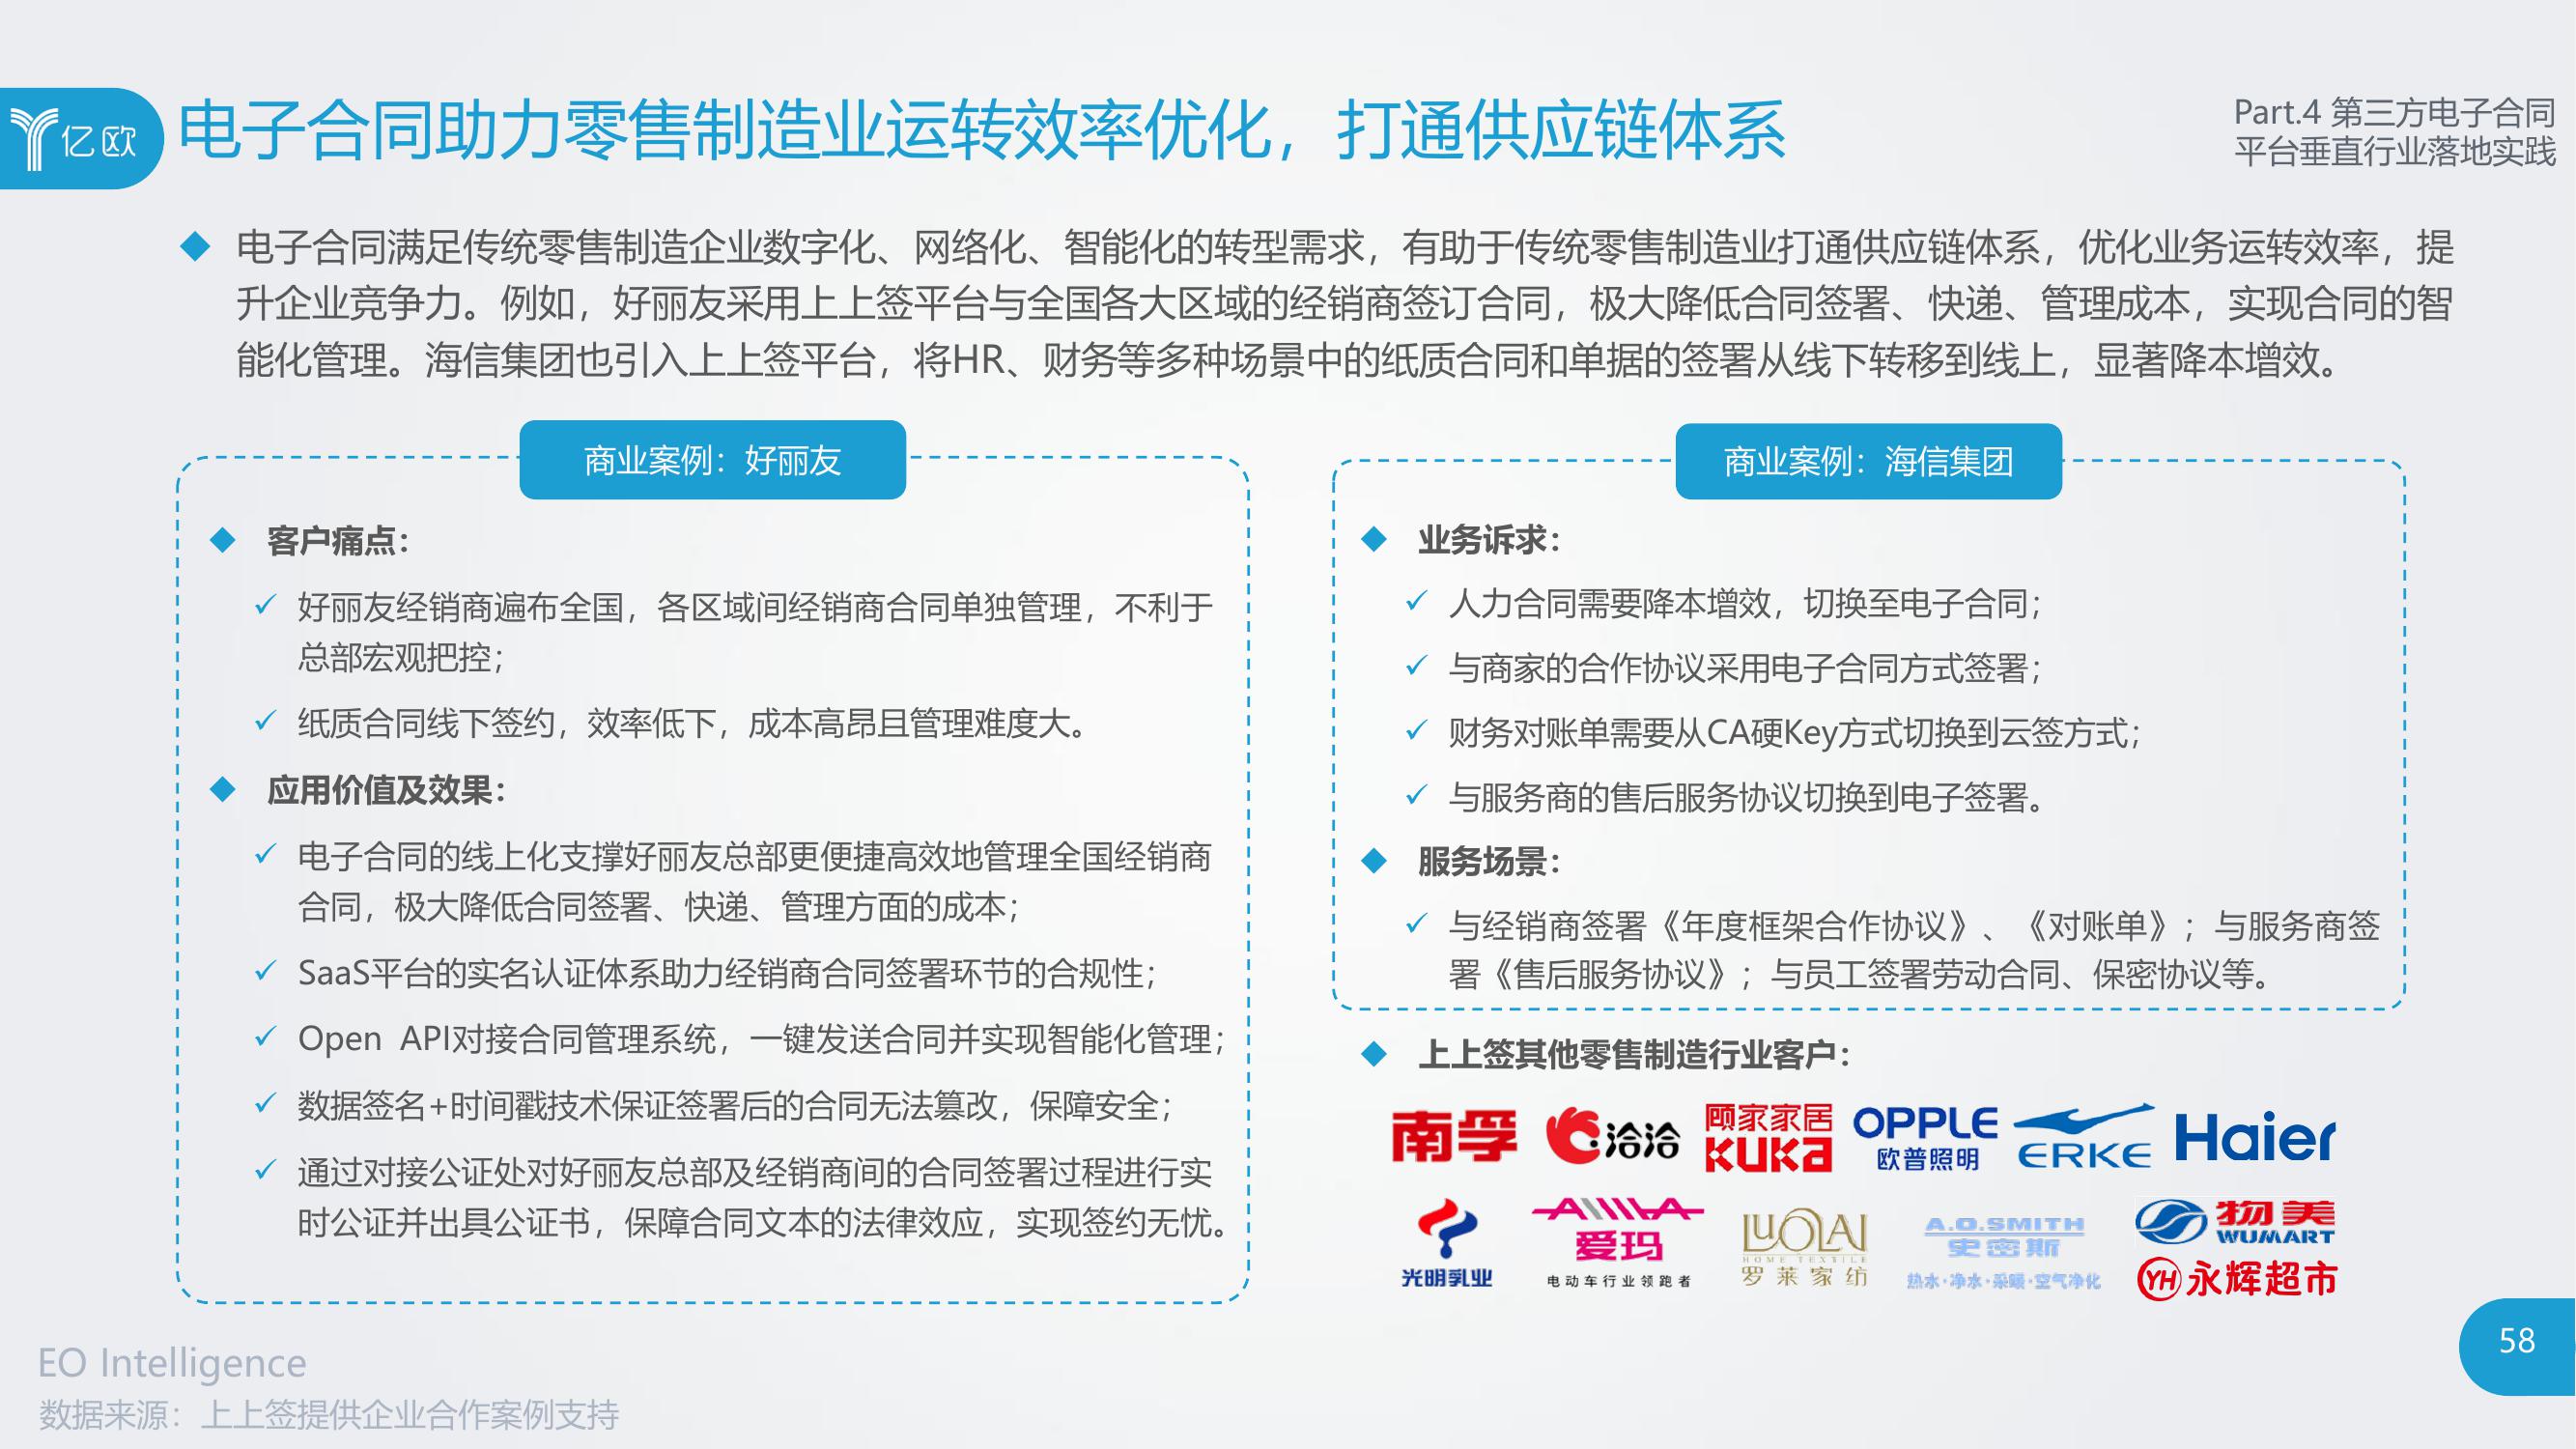 亿欧
电子合同助力零售制造业运转效率优化，打通供应链体系
Part.4 第三方电子合同
平台垂直行业落地实践
电子合同满足传统零售制造企业数字化、网络化、智能化的转型需求，有助于传统零售制造业打通供应链体系，优化业务运转效率，提
升企业竞争力。例如，好丽友采用上上签平台与全国各大区域的经销商签订合同，极大降低合同签署、快递、管理成本，实现合同的智
能化管理。海信集团也引入上上签平台，将HR、财务等多种场景中的纸质合同和单据的签署从线下转移到线上，显著降本增效。
商业案例：好丽友
客户痛点：
好丽友经销商遍布全国，各区域间经销商合同单独管理，不利于
总部宏观把控；
纸质合同线下签约，效率低下，成本高昂且管理难度大。
应用价值及效果：
电子合同的线上化支撑好丽友总部更便捷高效地管理全国经销商
合同，极大降低合同签署、快递、管理方面的成本；
SaaS平台的实名认证体系助力经销商合同签署环节的合规性；
Open API对接合同管理系统，一键发送合同并实现智能化管理；
数据签名+时间戳技术保证签署后的合同无法篡改，保障安全；
通过对接公证处对好丽友总部及经销商间的合同签署过程进行实
时公证并出具公证书，保障合同文本的法律效应，实现签约无忧。
商业案例：海信集团
业务诉求：
人力合同需要降本增效，切换至电子合同；
与商家的合作协议采用电子合同方式签署；
财务对账单需要从CA硬Key方式切换到云签方式；
与服务商的售后服务协议切换到电子签署。
服务场景：
与经销商签署《年度框架合作协议》、《对账单》；与服务商签
署《售后服务协议》；与员工签署劳动合同、保密协议等。
上上签其他零售制造行业客户：
南孚
洽洽
顾家家居
KUKa
OPPLE
欧普照明
ERKE
Haier
光明乳业
AIMA
爱玛
电动车行业领跑者
LUOLAI
HOME TEXTILE
罗莱家纺
A.O.SMITH
史密斯
热水·净水·采暖·空气净化
物美
WUMART
YH 永辉超市
58
EO Intelligence
数据来源：上上签提供企业合作案例支持